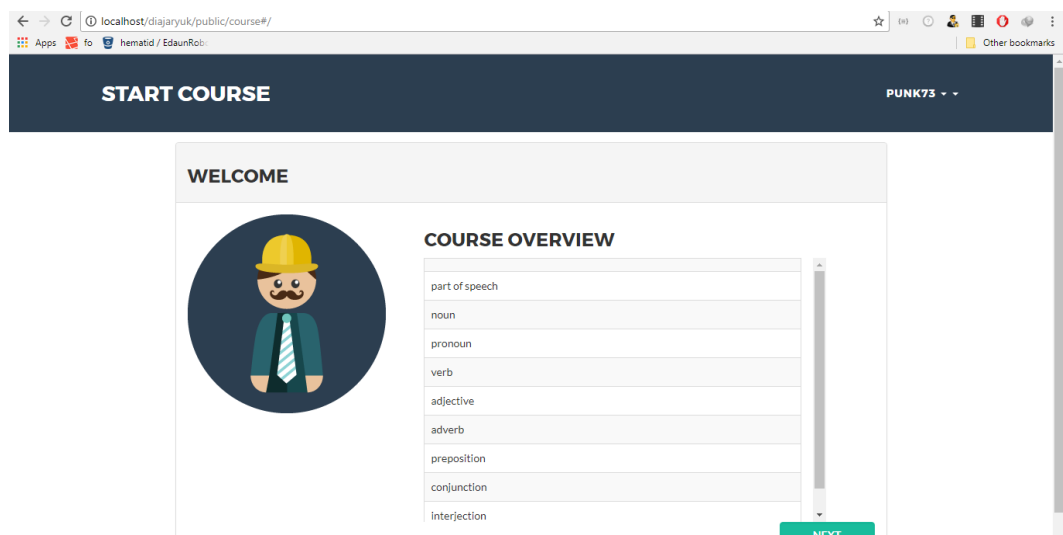 localhost/diajaryuk/public/course#/
Apps fo hematid / EdaunRob
Other bookmarks
START COURSE
PUNK73
WELCOME
COURSE OVERVIEW
part of speech
noun
pronoun
verb
adjective
adverb
preposition
conjunction
interjection
NEXT